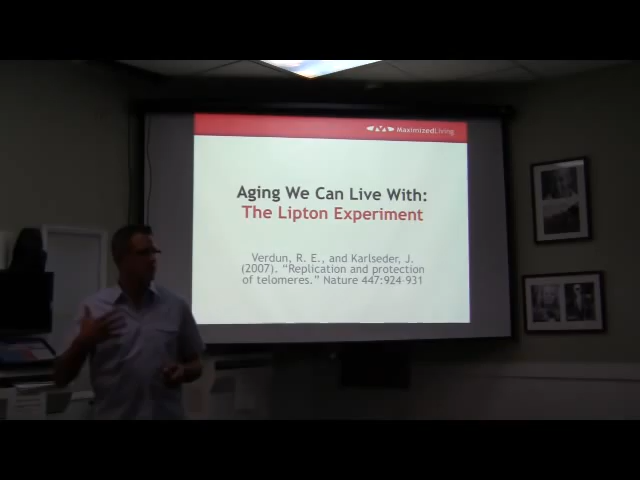 MaximizedLiving
Aging We Can Live With:
The Lipton Experiment
Verdun, R. E., and Karlseder, J.
(2007). “Replication and protection
of telomeres.” Nature 447:924-931